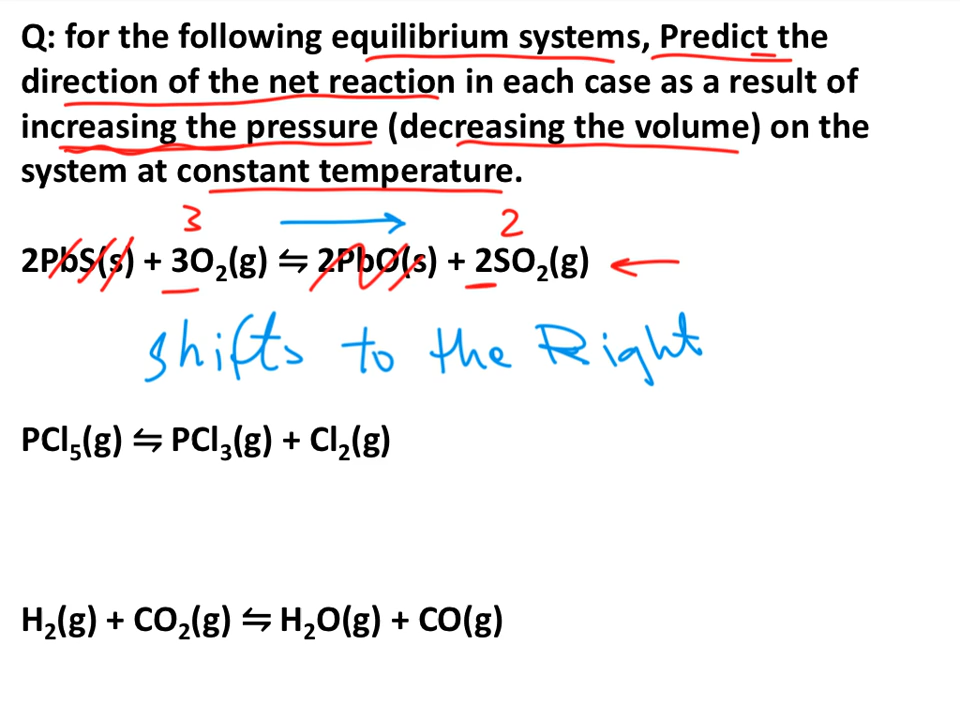 Q: for the following equilibrium systems, Predict the
direction of the net reaction in each case as a result of
increasing the pressure (decreasing the volume) on the
system at constant temperature.
3 2
2PbS(s) + 3O₂(g) ⇋ 2PbO(s) + 2SO₂(g)
shifts to the Right
PCl₅(g) ⇋ PCl₃(g) + Cl₂(g)
H₂(g) + CO₂(g) ⇋ H₂O(g) + CO(g)